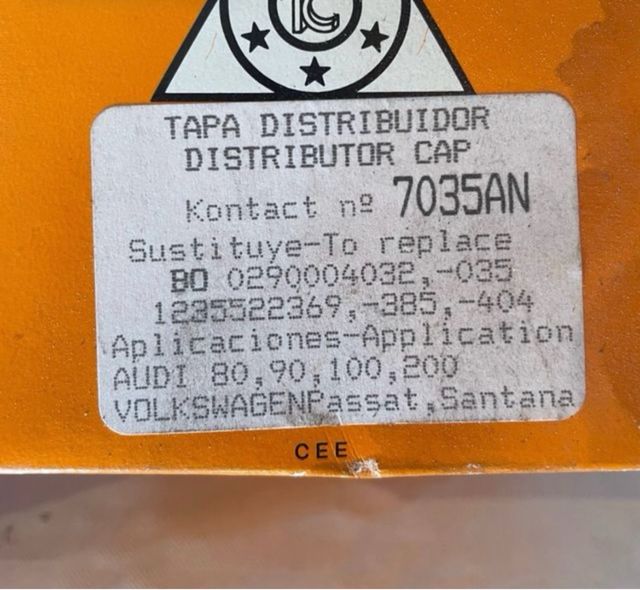 IC
TAPA DISTRIBUIDOR
DISTRIBUTOR CAP
Kontact nº 7035AN
Sustituye-To replace
BO 0290004032,-035
1235522369,-385,-404
Aplicaciones-Application
AUDI 80,90,100,200
VOLKSWAGENPassat,Santana
CEE